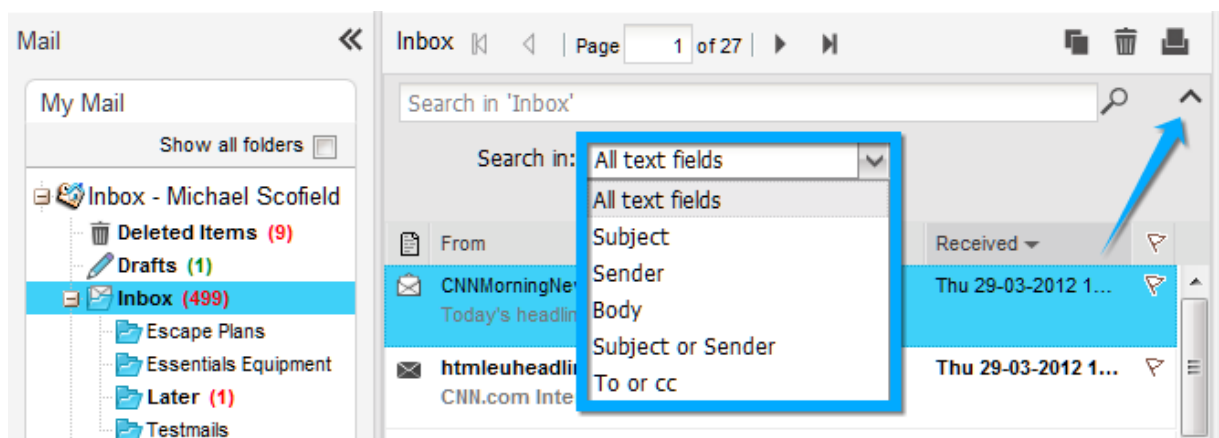 Mail
My Mail
Show all folders
Inbox - Michael Scofield
Deleted Items (9)
Drafts (1)
Inbox (499)
Escape Plans
Essentials Equipment
Later (1)
Testmails
Inbox Page 1 of 27
Search in 'Inbox'
Search in: All text fields
All text fields
Subject
Sender
Body
Subject or Sender
To or cc
From Received
CNNMorningNe Thu 29-03-2012 1...
Today's headlin
htmleuheadli Thu 29-03-2012 1...
CNN.com Inte